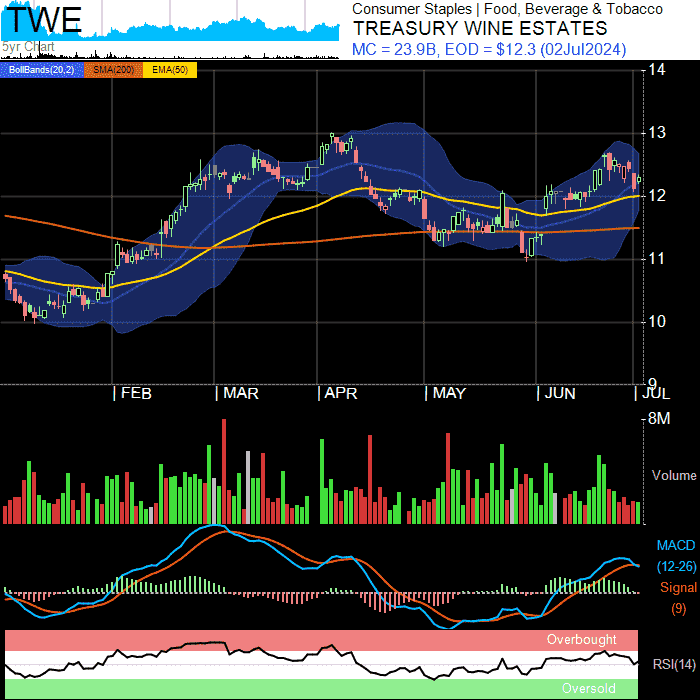 TWE
5yr Chart
Consumer Staples | Food, Beverage & Tobacco
TREASURY WINE ESTATES
MC = 23.9B, EOD = $12.3 (02Jul2024)
BollBands(20,2) SMA(200) EMA(50)
14
13
12
11
10
9
FEB MAR APR MAY JUN JUL
8M
Volume
MACD
(12-26)
Signal
(9)
Overbought
RSI(14)
Oversold